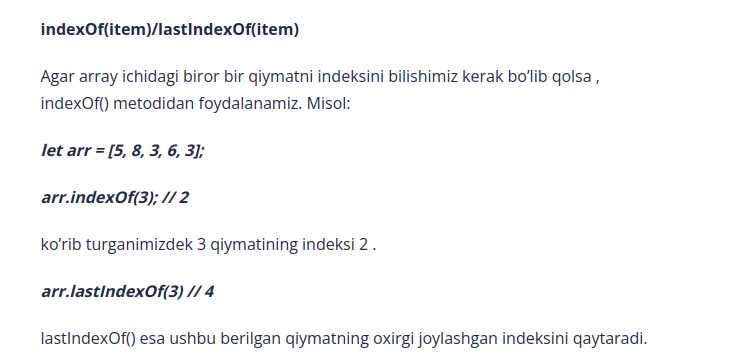 indexOf(item)/lastIndexOf(item)
Agar array ichidagi biror bir qiymatni indeksini bilishimiz kerak bo’lib qolsa ,
indexOf() metodidan foydalanamiz. Misol:
let arr = [5, 8, 3, 6, 3];
arr.indexOf(3); // 2
ko’rib turganimizdek 3 qiymatining indeksi 2 .
arr.lastIndexOf(3) // 4
lastIndexOf() esa ushbu berilgan qiymatning oxirgi joylashgan indeksini qaytaradi.